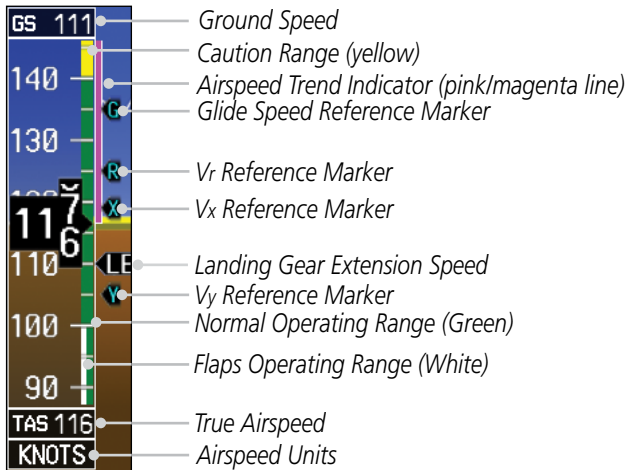 GS 111
Ground Speed
Caution Range (yellow)
140
Airspeed Trend Indicator (pink/magenta line)
G
Glide Speed Reference Marker
130
R
Vr Reference Marker
X
Vx Reference Marker
11
7
6
110
LE
Landing Gear Extension Speed
Y
Vy Reference Marker
100
Normal Operating Range (Green)
Flaps Operating Range (White)
90
TAS 116
True Airspeed
KNOTS
Airspeed Units